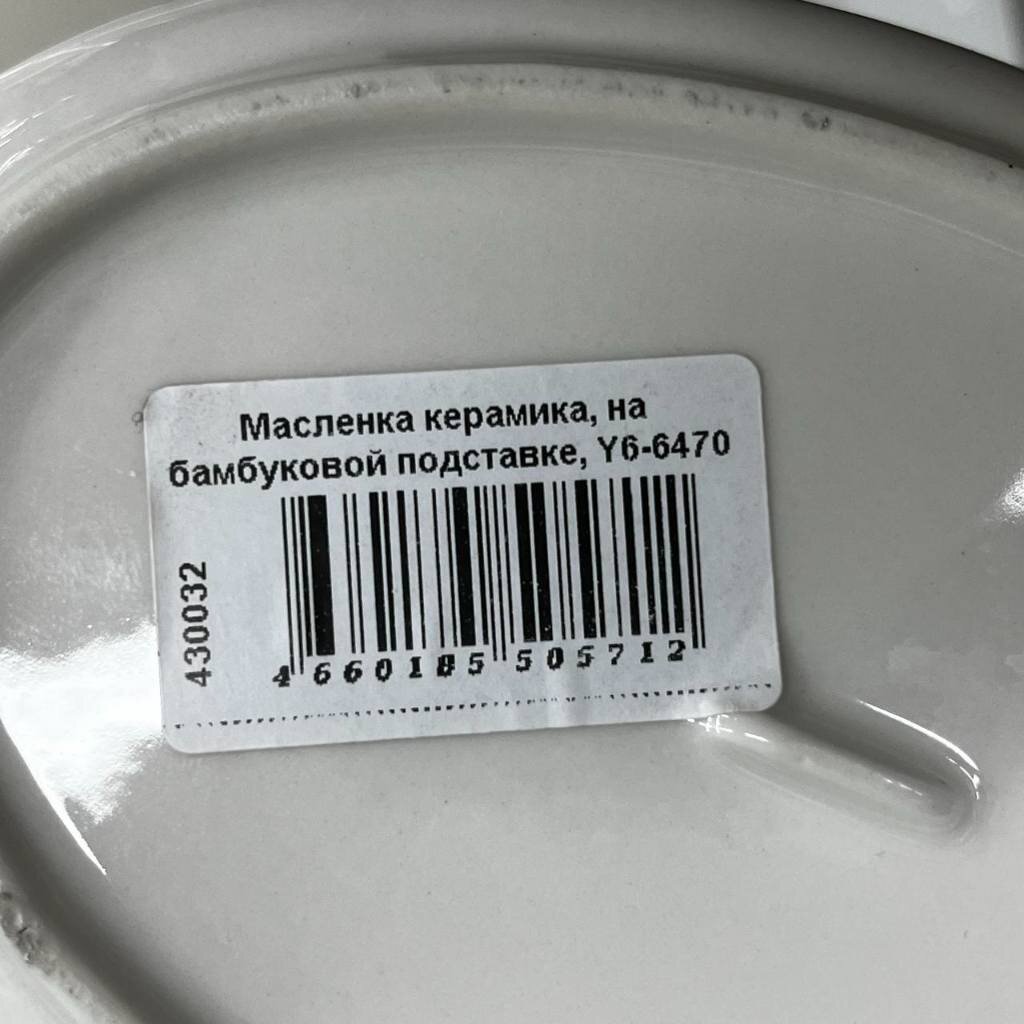 Масленка керамика, на
бамбуковой подставке, Y6-6470
430032
4 660185 505712